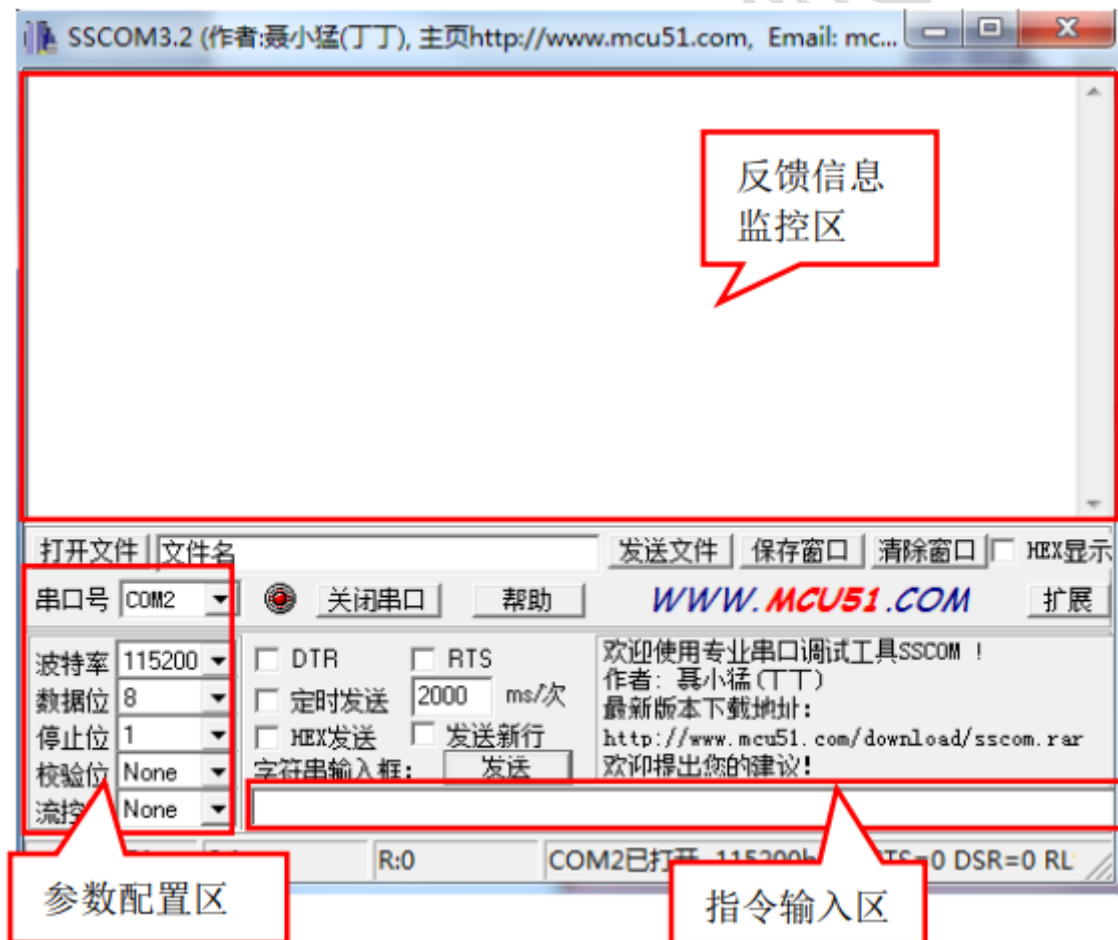 SSCOM3.2 (作者:聂小猛(丁丁), 主页http://www.mcu51.com, Email: mc...
反馈信息
监控区
打开文件 文件名 发送文件 保存窗口 清除窗口 HEX显示
串口号 COM2 关闭串口 帮助 WWW.MCU51.COM 扩展
波特率 115200 DTR RTS
数据位 8 定时发送 2000 ms/次
停止位 1 HEX发送 发送新行
校验位 None 字符串输入框: 发送
流控 None
欢迎使用专业串口调试工具SSCOM !
作者: 聂小猛(丁丁)
最新版本下载地址:
http://www.mcu51.com/download/sscom.rar
欢迎提出您的建议!
R:0 COM2已打开 115200b TS=0 DSR=0 RL
参数配置区
指令输入区